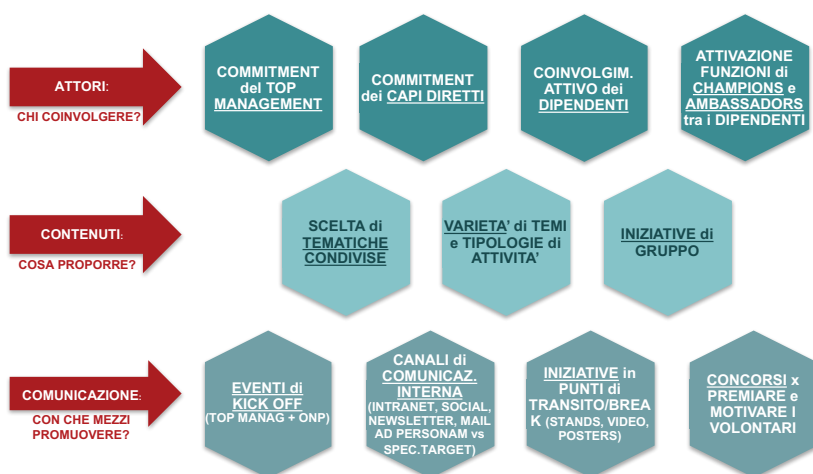 ATTORI:
CHI COINVOLGERE?
COMMITMENT
del TOP
MANAGEMENT
COMMITMENT
dei CAPI DIRETTI
COINVOLGIM.
ATTIVO dei
DIPENDENTI
ATTIVAZIONE
FUNZIONI di
CHAMPIONS e
AMBASSADORS
tra i DIPENDENTI
CONTENUTI:
COSA PROPORRE?
SCELTA di
TEMATICHE
CONDIVISE
VARIETA' di TEMI
e TIPOLOGIE di
ATTIVITA'
INIZIATIVE di
GRUPPO
COMUNICAZIONE:
CON CHE MEZZI
PROMUOVERE?
EVENTI di
KICK OFF
(TOP MANAG + ONP)
CANALI di
COMUNICAZ.
INTERNA
(INTRANET, SOCIAL,
NEWSLETTER, MAIL
AD PERSONAM vs
SPEC.TARGET)
INIZIATIVE in
PUNTI di
TRANSITO/BREA
K (STANDS, VIDEO,
POSTERS)
CONCORSI x
PREMIARE e
MOTIVARE I
VOLONTARI